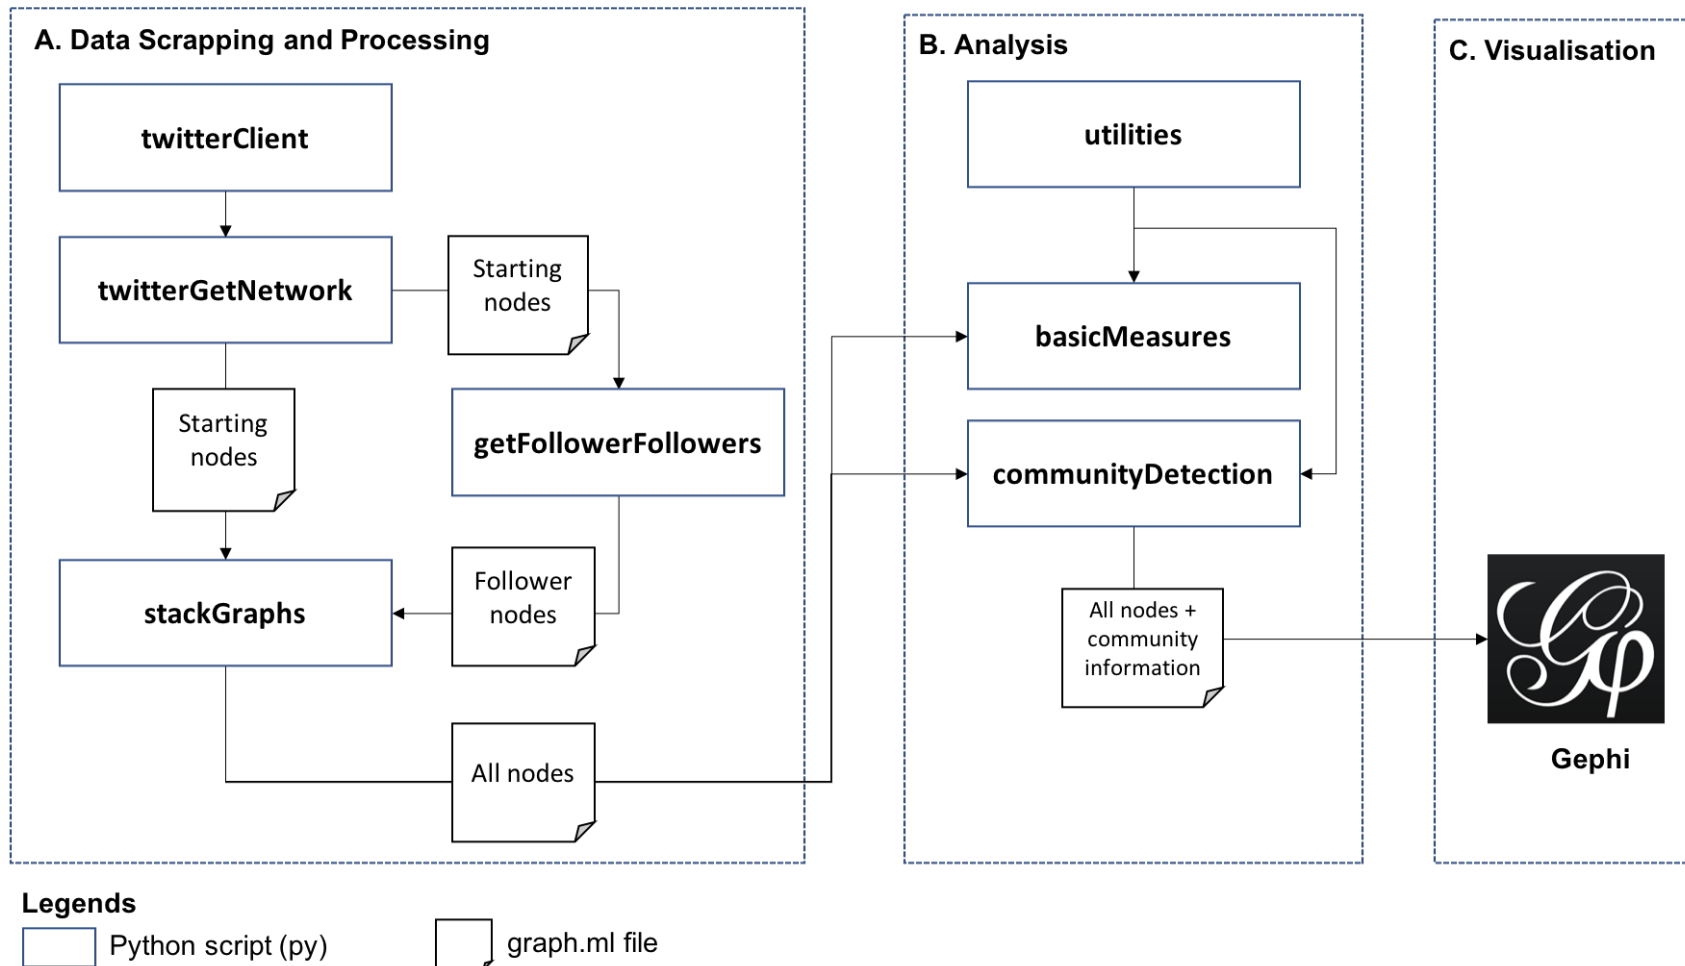 A. Data Scrapping and Processing
twitterClient
twitterGetNetwork
Starting
nodes
Starting
nodes
getFollowerFollowers
stackGraphs
Follower
nodes
All nodes
B. Analysis
utilities
basicMeasures
communityDetection
All nodes +
community
information
C. Visualisation
Gephi
Legends
Python script (py)
graph.ml file